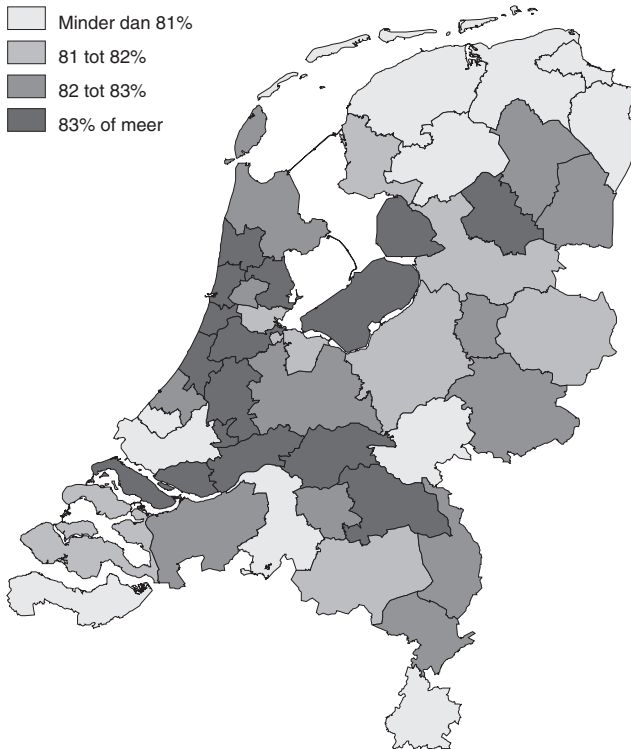 Minder dan 81%
81 tot 82%
82 tot 83%
83% of meer